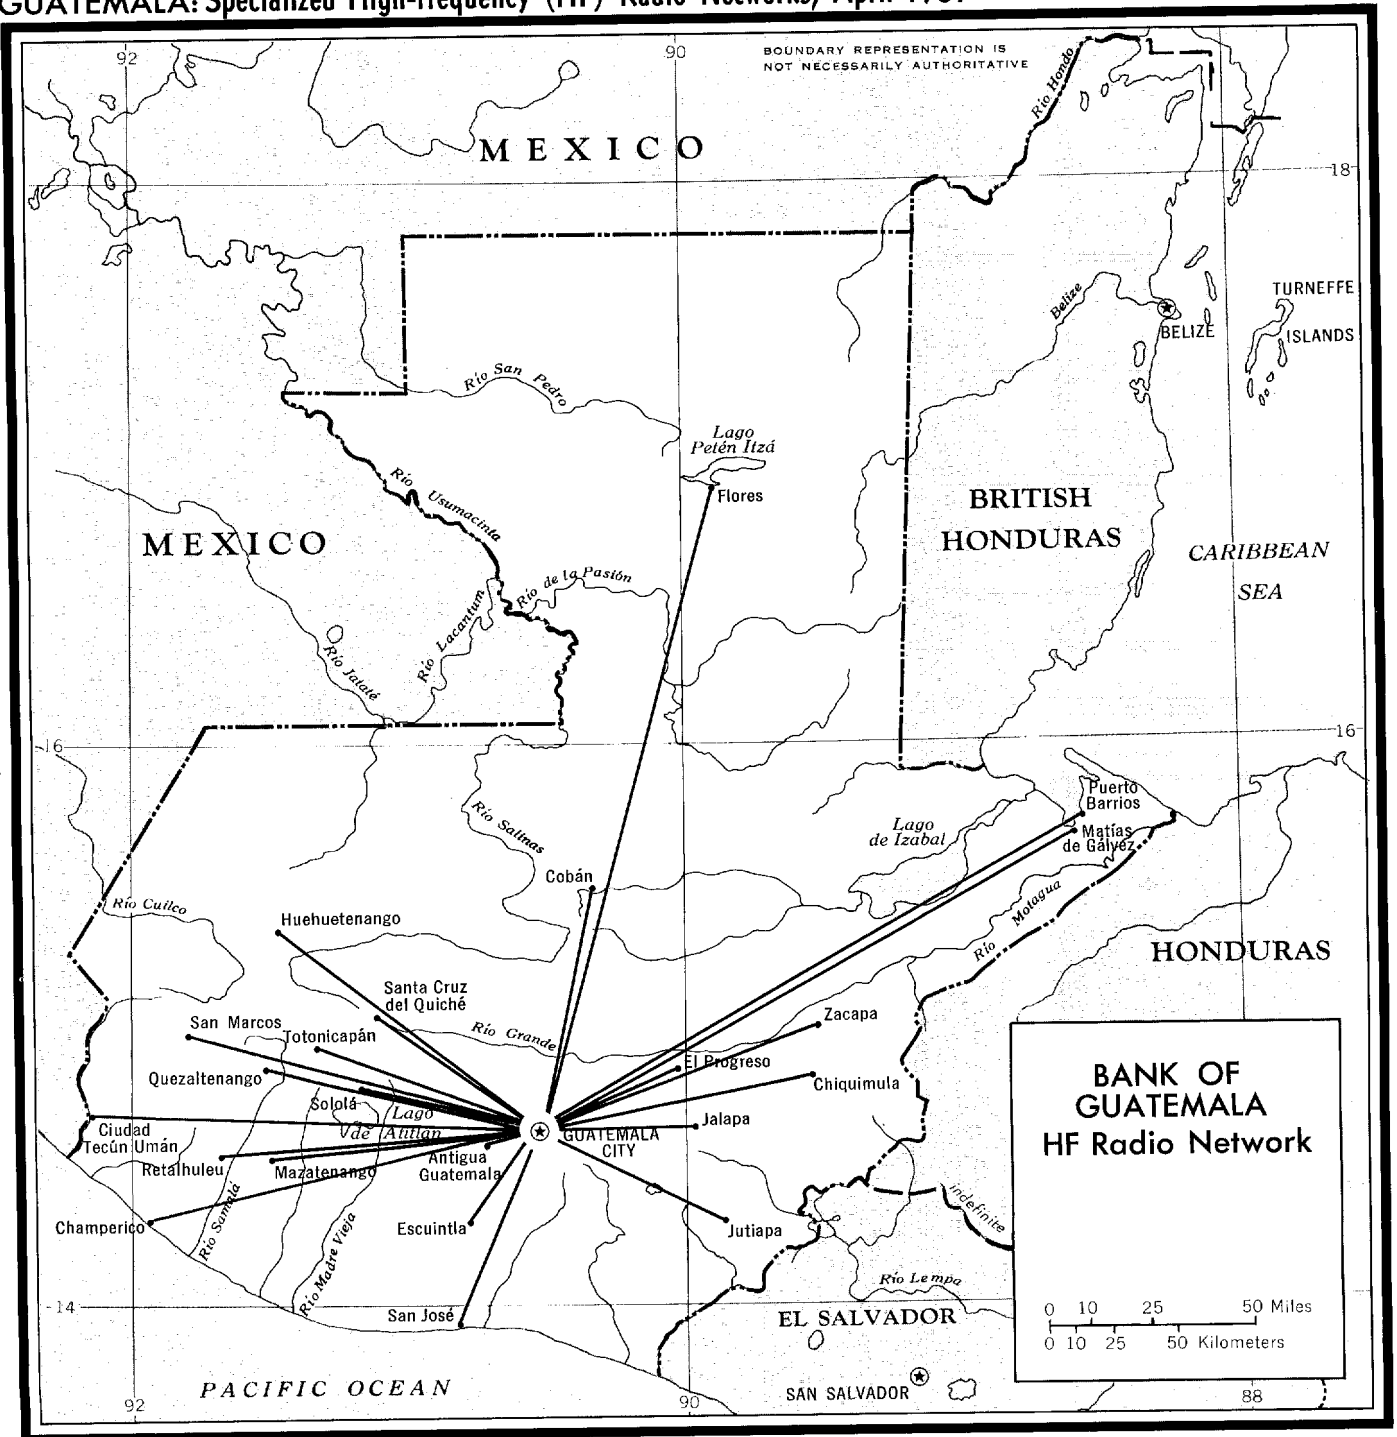 GUATEMALA: Specialized High-frequency (HF) Radio Networks, April
92
90
BOUNDARY REPRESENTATION IS
NOT NECESSARILY AUTHORITATIVE
Río Hondo
MEXICO
18
Belize
TURNEFFE
ISLANDS
BELIZE
Río San Pedro
Lago
Petén Itzá
Flores
Río Usumacinta
BRITISH
HONDURAS
MEXICO
CARIBBEAN
SEA
Río de la Pasión
Río Lacantum
Río Jataté
16
16
Puerto
Barrios
Matías
de Gálvez
Lago
de Izabal
Río Salinas
Cobán
Río Cuilco
Huehuetenango
Río Motagua
HONDURAS
Santa Cruz
del Quiché
San Marcos
Totonicapán
Río Grande
Zacapa
El Progreso
Quezaltenango
Chiquimula
BANK OF
GUATEMALA
HF Radio Network
Sololá
Lago
de Atitlán
Jalapa
Ciudad
Tecún Umán
GUATEMALA
CITY
Retalhuleu
Mazatenango
Antigua
Guatemala
Río Samalá
Río Madre Vieja
Champerico
Escuintla
Jutiapa
indefinite
Río Lempa
14
San José
EL SALVADOR
0 10 25 50 Miles
0 10 25 50 Kilometers
PACIFIC OCEAN
SAN SALVADOR
92
90
88